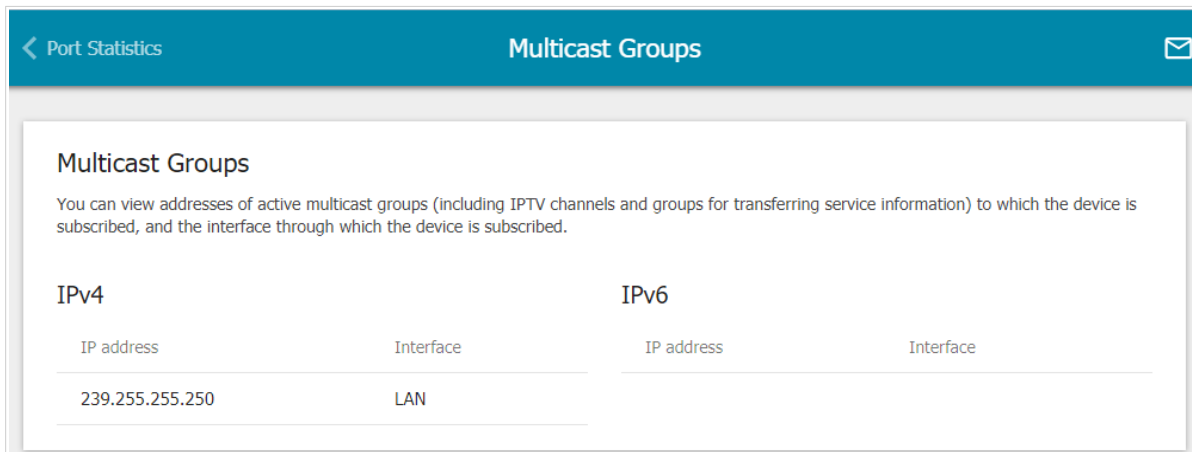 Port Statistics
Multicast Groups
Multicast Groups
You can view addresses of active multicast groups (including IPTV channels and groups for transferring service information) to which the device is
subscribed, and the interface through which the device is subscribed.
IPv4
IP address Interface
239.255.255.250 LAN
IPv6
IP address Interface